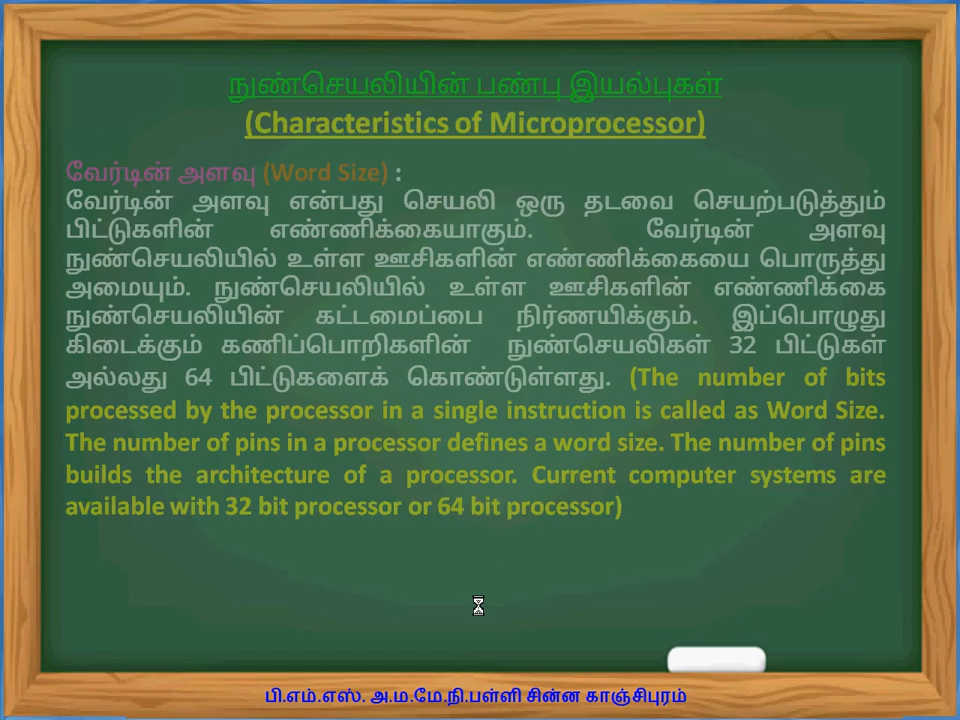 நுண்செயலியின் பண்பு இயல்புகள்
(Characteristics of Microprocessor)
வேர்டின் அளவு (Word Size) :
வேர்டின் அளவு என்பது செயலி ஒரு தடவை செயற்படுத்தும்
பிட்டுகளின் எண்ணிக்கையாகும். வேர்டின் அளவு
நுண்செயலியில் உள்ள ஊசிகளின் எண்ணிக்கையை பொருத்து
அமையும். நுண்செயலியில் உள்ள ஊசிகளின் எண்ணிக்கை
நுண்செயலியின் கட்டமைப்பை நிர்ணயிக்கும். இப்பொழுது
கிடைக்கும் கணிப்பொறிகளின் நுண்செயலிகள் 32 பிட்டுகள்
அல்லது 64 பிட்டுகளைக் கொண்டுள்ளது. (The number of bits
processed by the processor in a single instruction is called as Word Size.
The number of pins in a processor defines a word size. The number of pins
builds the architecture of a processor. Current computer systems are
available with 32 bit processor or 64 bit processor)
பி.எம்.எஸ். அ.ம.மே.நி.பள்ளி சின்ன காஞ்சிபுரம்